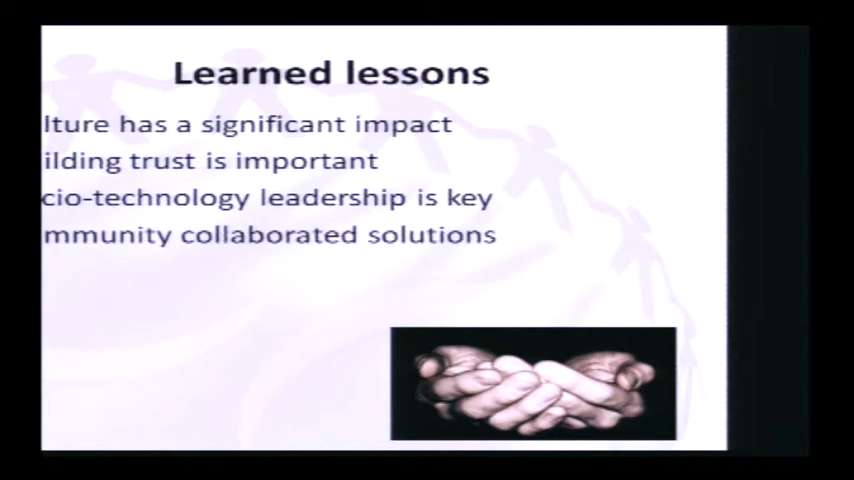 Learned lessons
lture has a significant impact
ilding trust is important
cio-technology leadership is key
mmunity collaborated solutions